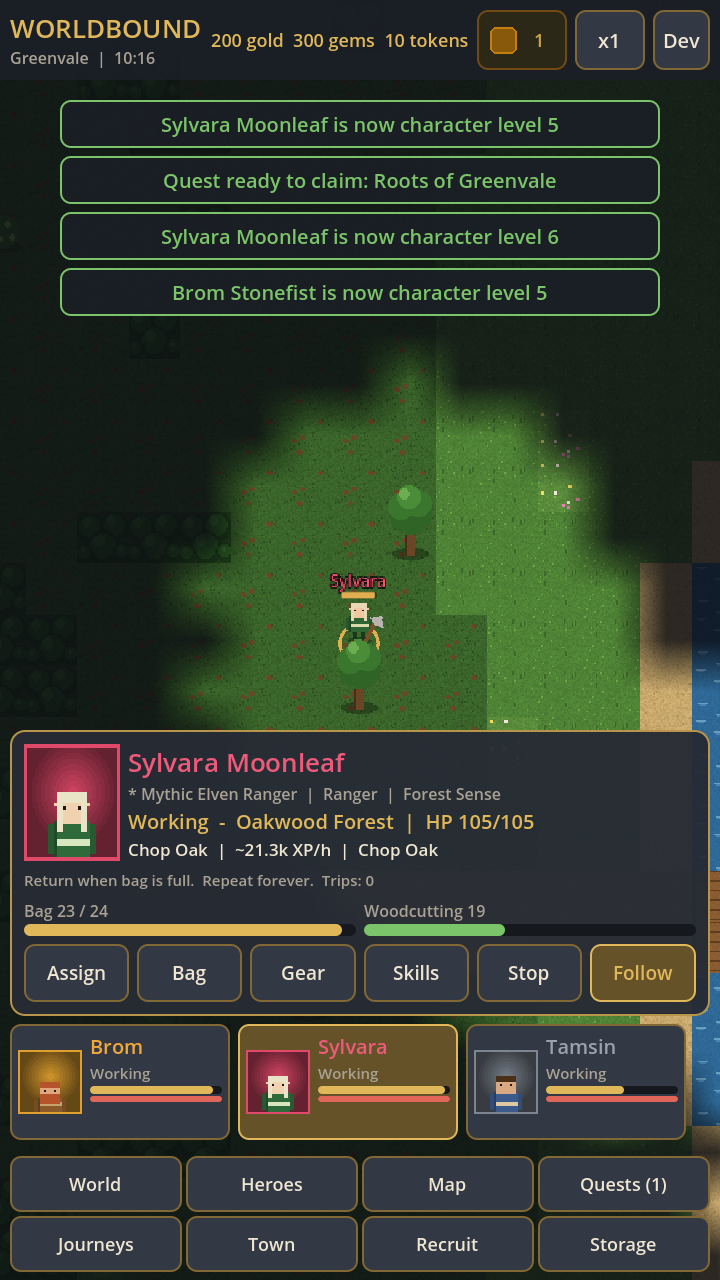 WORLDBOUND
200 gold  300 gems  10 tokens
1
x1
Dev
Greenvale  |  10:16
Sylvara Moonleaf is now character level 5
Quest ready to claim: Roots of Greenvale
Sylvara Moonleaf is now character level 6
Brom Stonefist is now character level 5
Sylvara
Sylvara Moonleaf
* Mythic Elven Ranger  |  Ranger  |  Forest Sense
Working  -  Oakwood Forest  |  HP 105/105
Chop Oak  |  ~21.3k XP/h  |  Chop Oak
Return when bag is full.  Repeat forever.  Trips: 0
Bag 23 / 24
Woodcutting 19
Assign
Bag
Gear
Skills
Stop
Follow
Brom
Working
Sylvara
Working
Tamsin
Working
World
Heroes
Map
Quests (1)
Journeys
Town
Recruit
Storage